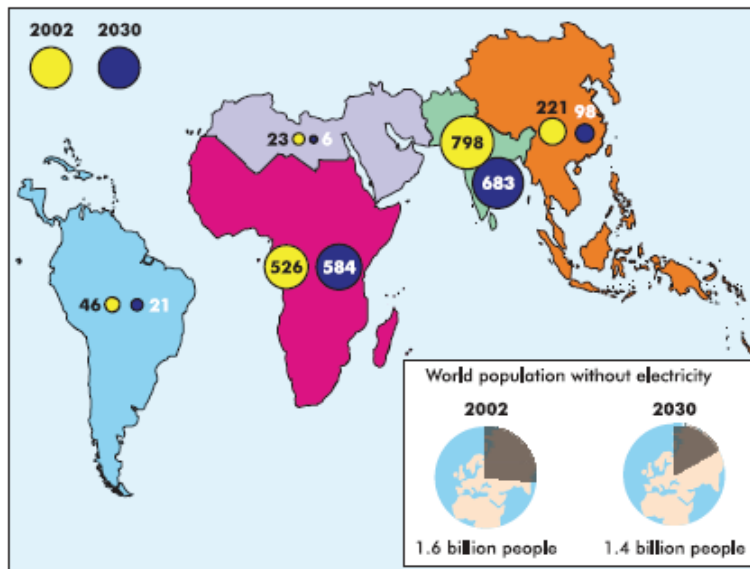 2002 2030
221 98
23 6 798
683
526 584
46 21
World population without electricity
2002 2030
1.6 billion people 1.4 billion people